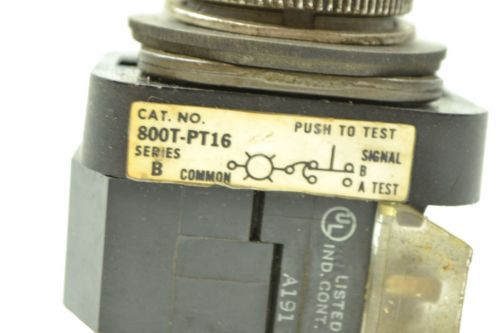 CAT. NO.
800T-PT16
SERIES
B
PUSH TO TEST
COMMON
SIGNAL
B
A TEST
UL
LISTED
IND. CONT.
A191